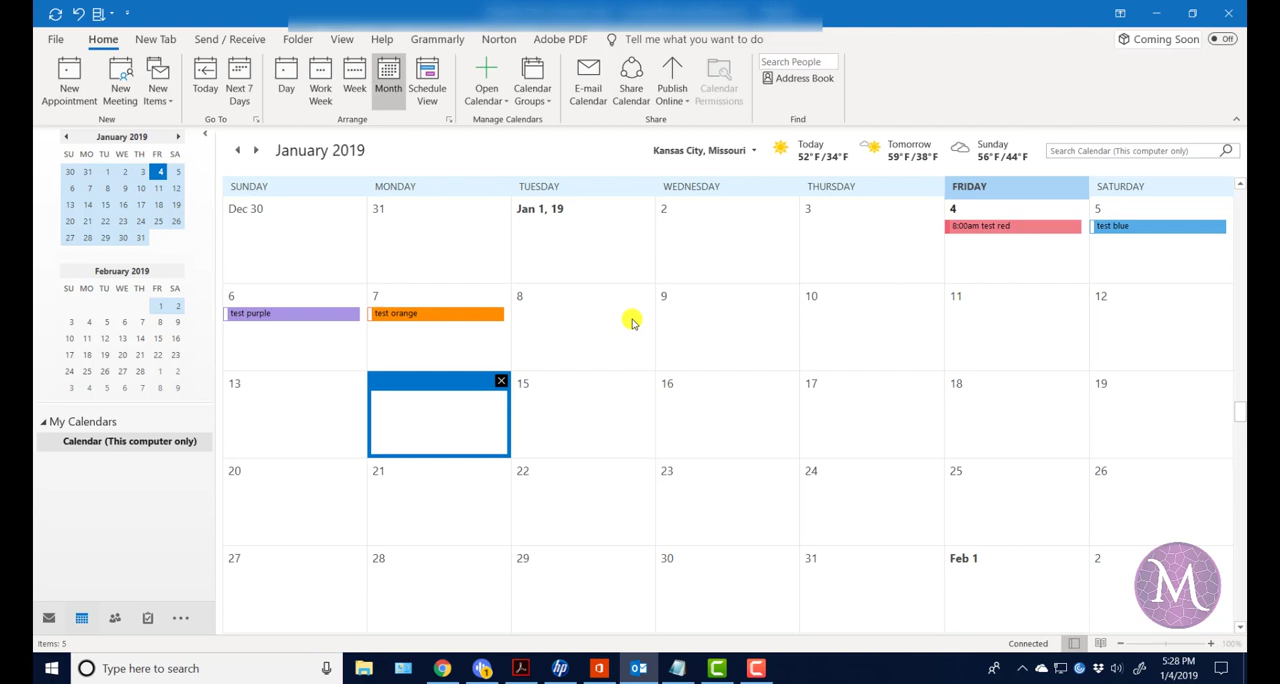 File Home New Tab Send / Receive Folder View Help Grammarly Norton Adobe PDF Tell me what you want to do Coming Soon Off
New Appointment
New Meeting
New Items
New
Today
Next 7 Days
Go To
Day
Work Week
Week
Month
Schedule View
Arrange
Open Calendar
Calendar Groups
Manage Calendars
E-mail Calendar
Share Calendar
Publish Online
Calendar Permissions
Share
Search People
Address Book
Find
January 2019
SU MO TU WE TH FR SA
30 31 1 2 3 4 5
6 7 8 9 10 11 12
13 14 15 16 17 18 19
20 21 22 23 24 25 26
27 28 29 30 31
February 2019
SU MO TU WE TH FR SA
1 2
3 4 5 6 7 8 9
10 11 12 13 14 15 16
17 18 19 20 21 22 23
24 25 26 27 28 1 2
3 4 5 6 7 8 9
My Calendars
Calendar (This computer only)
January 2019
Kansas City, Missouri
Today
52°F/34°F
Tomorrow
59°F/38°F
Sunday
56°F/44°F
Search Calendar (This computer only)
SUNDAY MONDAY TUESDAY WEDNESDAY THURSDAY FRIDAY SATURDAY
Dec 30 31 Jan 1, 19 2 3 4 5
8:00am test red test blue
6 7 8 9 10 11 12
test purple test orange
13 15 16 17 18 19
20 21 22 23 24 25 26
27 28 29 30 31 Feb 1 2
M
Items: 5
Connected
100%
Type here to search
hp
5:28 PM
1/4/2019